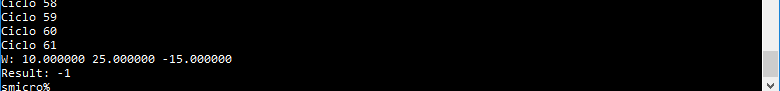 Ciclo 58
Ciclo 59
Ciclo 60
Ciclo 61
W: 10.000000 25.000000 -15.000000
Result: -1
smicro%